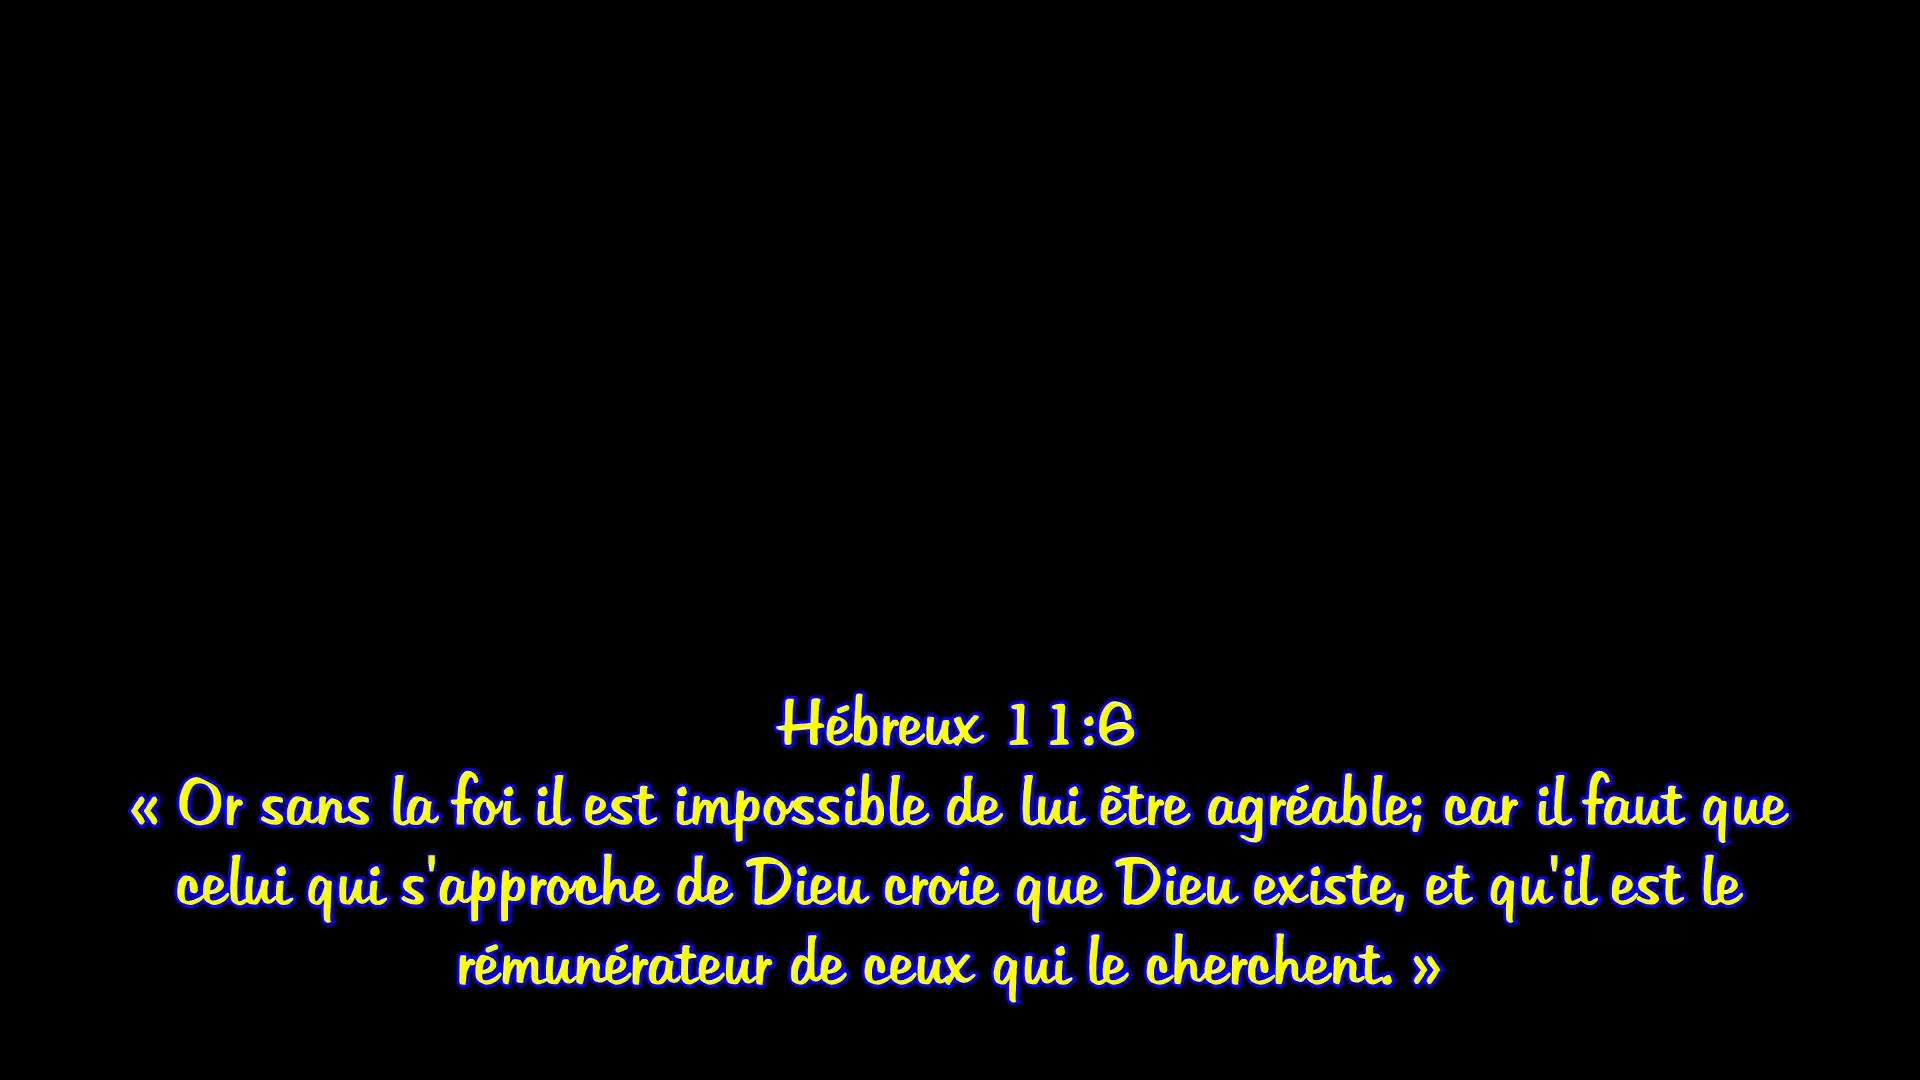 Hébreux 11:6
« Or sans la foi il est impossible de lui être agréable; car il faut que
celui qui s'approche de Dieu croie que Dieu existe, et qu'il est le
rémunérateur de ceux qui le cherchent. »